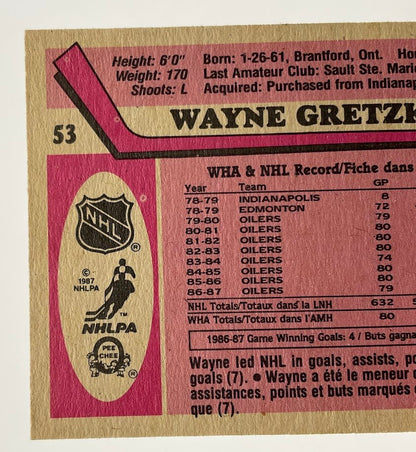 Height: 6'0" Born: 1-26-61, Brantford, Ont.
Weight: 170 Last Amateur Club: Sault Ste.
Shoots: L Acquired: Purchased from
53
WAYNE
WHA & NHL Record/Fiche dans
Year Team GP
78-79 INDIANAPOLIS 8
78-79 EDMONTON 72
79-80 OILERS 79
80-81 OILERS 80
81-82 OILERS 80
82-83 OILERS 80
83-84 OILERS 74
84-85 OILERS 80
85-86 OILERS 80
86-87 OILERS 79
NHL Totals/Totaux dans la LNH 632
WHA Totals/Totaux dans l'AMH 80
1986-87 Game Winning Goals: 4 / Buts
Wayne led NHL in goals, assists,
goals (7). • Wayne a été le meneur
assistances, points et buts marqués
que (7).
NHL
®
©
1987
NHLPA
NHLPA
O PEE CHEE
®